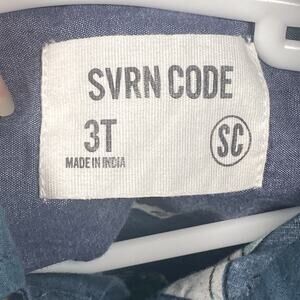 SVRN CODE
3T
MADE IN INDIA
SC